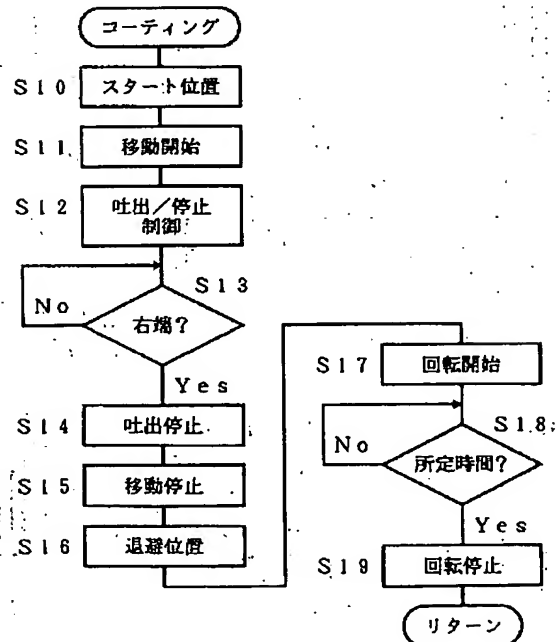 コーティング
S10 スタート位置
S11 移動開始
S12 吐出／停止
制御
S13
右端？
No
Yes
S14 吐出停止
S15 移動停止
S16 退避位置
S17 回転開始
S18
所定時間？
No
Yes
S19 回転停止
リターン